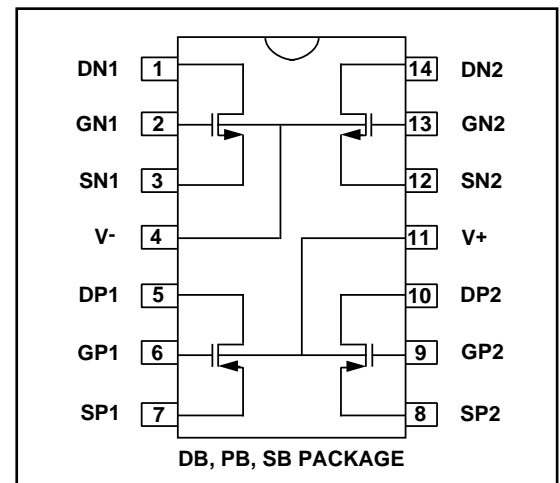 DN1 1 14 DN2
GN1 2 13 GN2
SN1 3 12 SN2
V- 4 11 V+
DP1 5 10 DP2
GP1 6 9 GP2
SP1 7 8 SP2
DB, PB, SB PACKAGE